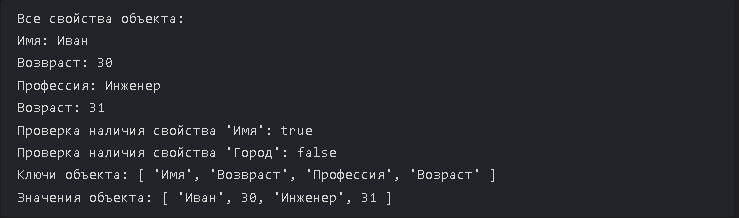 Все свойства объекта:
Имя: Иван
Возвраст: 30
Профессия: Инженер
Возраст: 31
Проверка наличия свойства 'Имя': true
Проверка наличия свойства 'Город': false
Ключи объекта: [ 'Имя', 'Возвраст', 'Профессия', 'Возраст' ]
Значения объекта: [ 'Иван', 30, 'Инженер', 31 ]